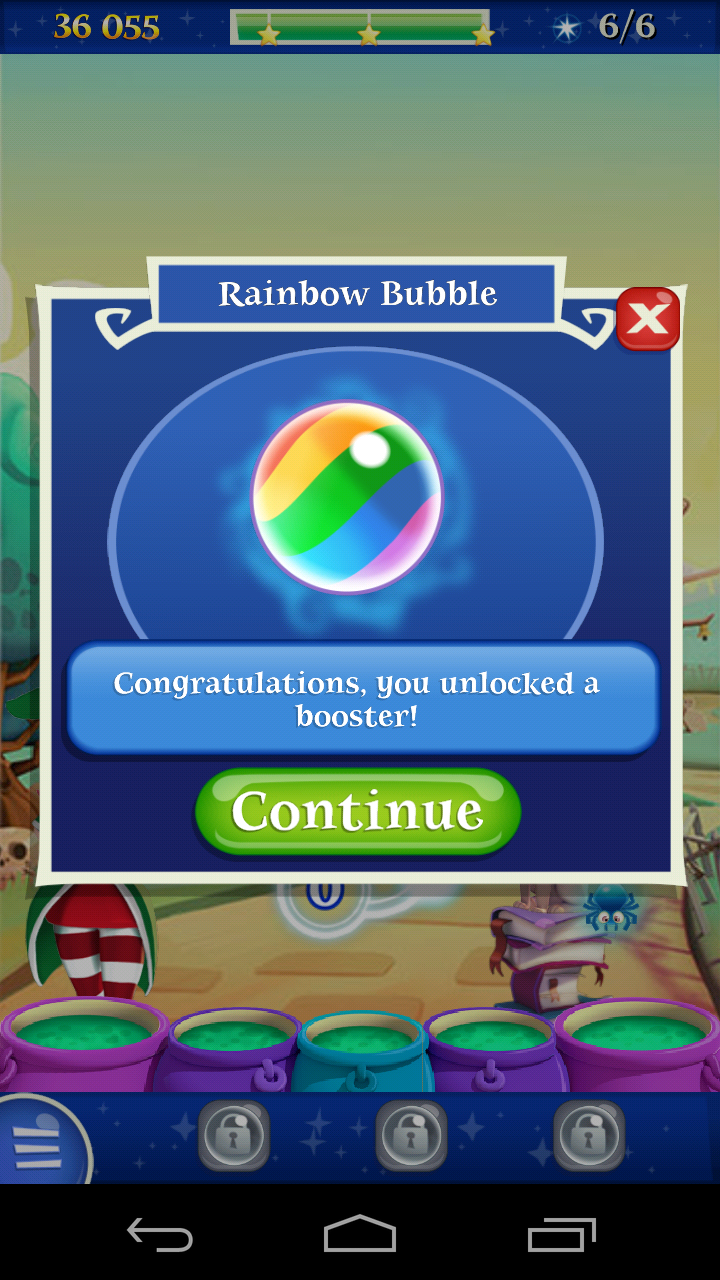 36 055
6/6
Rainbow Bubble
X
Congratulations, you unlocked a
booster!
Continue
0